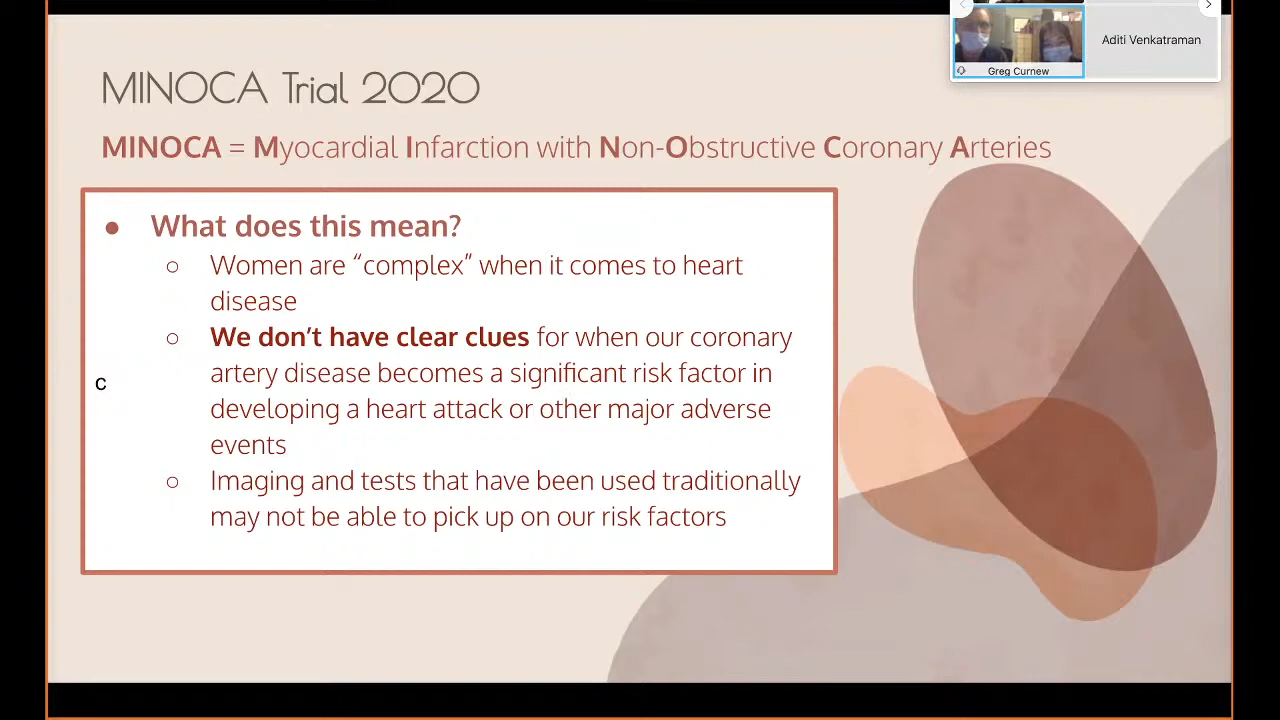 MINOCA Trial 2020
MINOCA = Myocardial Infarction with Non-Obstructive Coronary Arteries
● What does this mean?
○ Women are “complex” when it comes to heart
disease
○ We don’t have clear clues for when our coronary
artery disease becomes a significant risk factor in
developing a heart attack or other major adverse
events
○ Imaging and tests that have been used traditionally
may not be able to pick up on our risk factors
c
Greg Curnew
Aditi Venkatraman